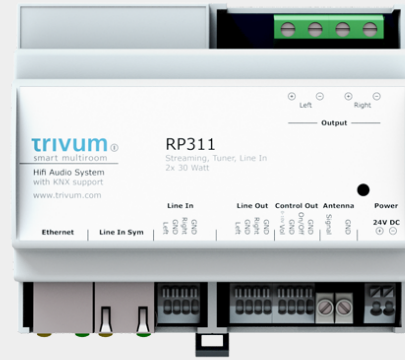 ⊕ ⊖ ⊕ ⊖
Left Right
Output
trivum
smart multiroom
RP311
Streaming, Tuner, Line In
2x 30 Watt
Hifi Audio System
with KNX support
www.trivum.com
Line In Line Out Control Out Antenna Power
Left GND Right GND Left GND Right GND GND On/Off GND Signal GND
24V DC
⊕ ⊖
Ethernet Line In Sym